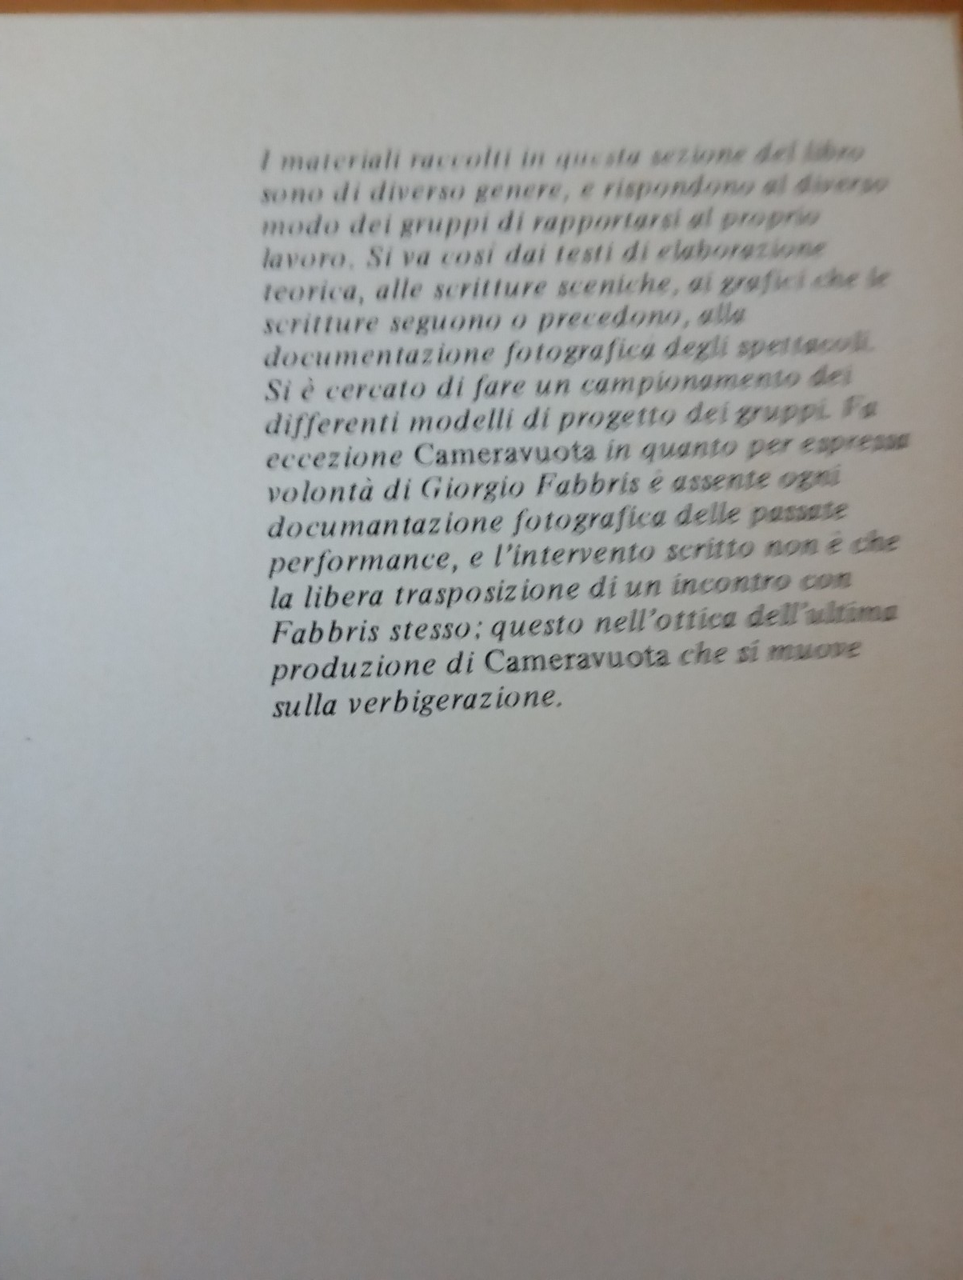 I materiali raccolti in questa sezione del libro
sono di diverso genere, e rispondono al diverso
modo dei gruppi di rapportarsi al proprio
lavoro. Si va così dai testi di elaborazione
teorica, alle scritture sceniche, ai grafici che le
scritture seguono o precedono, alla
documentazione fotografica degli spettacoli.
Si è cercato di fare un campionamento dei
differenti modelli di progetto dei gruppi. Fa
eccezione Cameravuota in quanto per espressa
volontà di Giorgio Fabbris è assente ogni
documantazione fotografica delle passate
performance, e l'intervento scritto non è che
la libera trasposizione di un incontro con
Fabbris stesso; questo nell'ottica dell'ultima
produzione di Cameravuota che si muove
sulla verbigerazione.